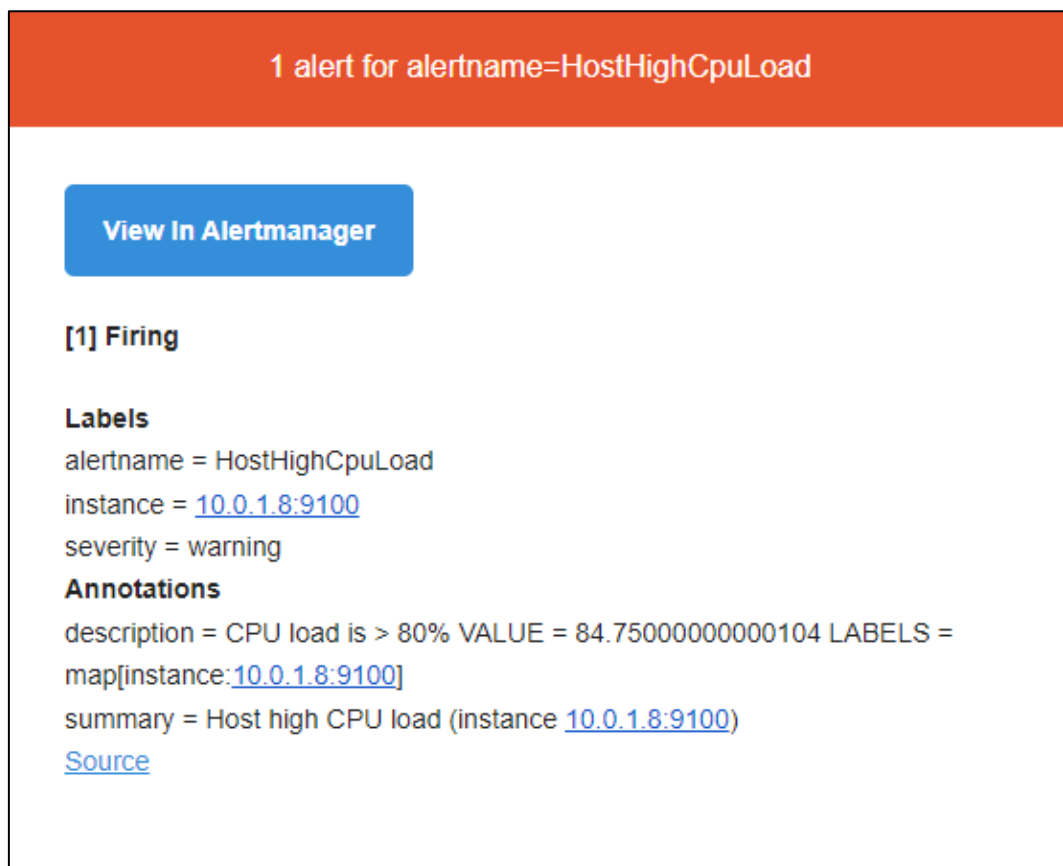 1 alert for alertname=HostHighCpuLoad
View In Alertmanager
[1] Firing
Labels
alertname = HostHighCpuLoad
instance = 10.0.1.8:9100
severity = warning
Annotations
description = CPU load is > 80% VALUE = 84.75000000000104 LABELS =
map[instance:10.0.1.8:9100]
summary = Host high CPU load (instance 10.0.1.8:9100)
Source